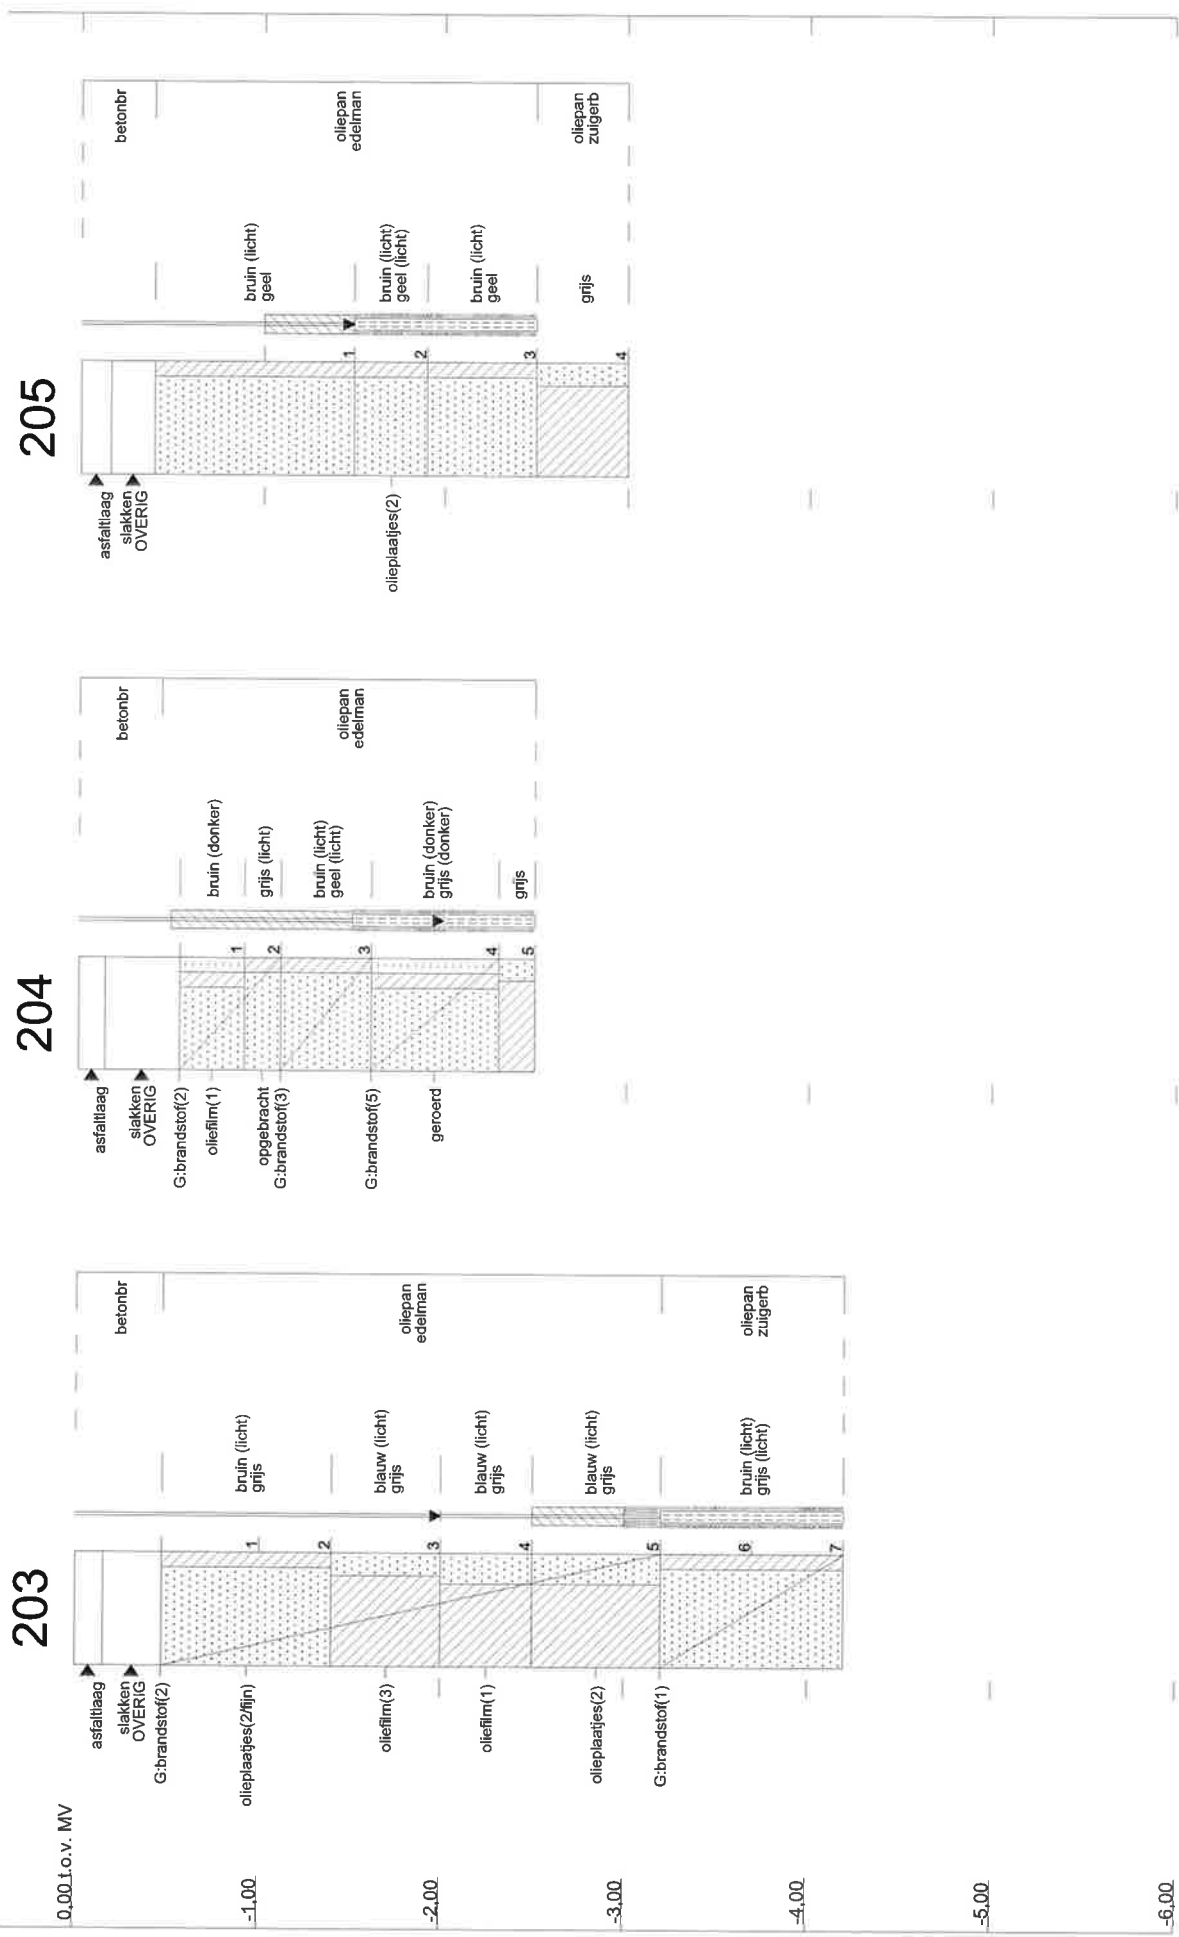 203
0,00 t.o.v. MV
-1,00
-2,00
-3,00
-4,00
-5,00
-6,00
asfaltlaag
slakken
OVERIG
G:brandstof(2)
olieplaatjes(2/fijn)
oliefilm(3)
oliefilm(1)
olieplaatjes(2)
G:brandstof(1)
1
2
3
4
5
6
7
bruin (licht)
grijs
blauw (licht)
grijs
blauw (licht)
grijs
blauw (licht)
grijs
bruin (licht)
grijs (licht)
betonbr
oliepan
edelman
oliepan
zuigerb
204
asfaltlaag
slakken
OVERIG
G:brandstof(2)
oliefilm(1)
opgebracht
G:brandstof(3)
G:brandstof(5)
geroerd
1
2
3
4
5
bruin (donker)
grijs (licht)
bruin (licht)
geel (licht)
bruin (donker)
grijs (donker)
grijs
betonbr
oliepan
edelman
205
asfaltlaag
slakken
OVERIG
olieplaatjes(2)
1
2
3
4
bruin (licht)
geel
bruin (licht)
geel (licht)
bruin (licht)
geel
grijs
betonbr
oliepan
edelman
oliepan
zuigerb